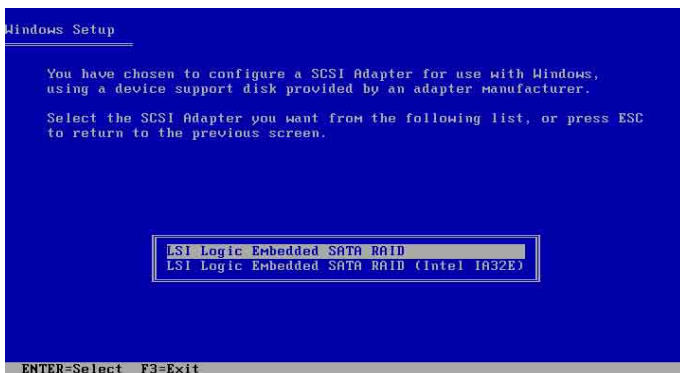 Windows Setup
You have chosen to configure a SCSI Adapter for use with Windows,
using a device support disk provided by an adapter manufacturer.
Select the SCSI Adapter you want from the following list, or press ESC
to return to the previous screen.
LSI Logic Embedded SATA RAID
LSI Logic Embedded SATA RAID (Intel IA32E)
ENTER=Select  F3=Exit